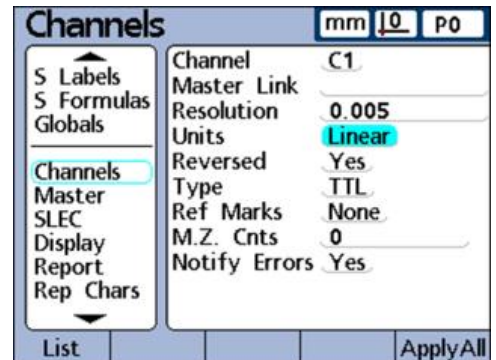 Channels mm 0 P0
S Labels
S Formulas
Globals
Channels
Master
SLEC
Display
Report
Rep Chars
Channel C1
Master Link
Resolution 0.005
Units Linear
Reversed Yes
Type TTL
Ref Marks None
M.Z. Cnts 0
Notify Errors Yes
List ApplyAll